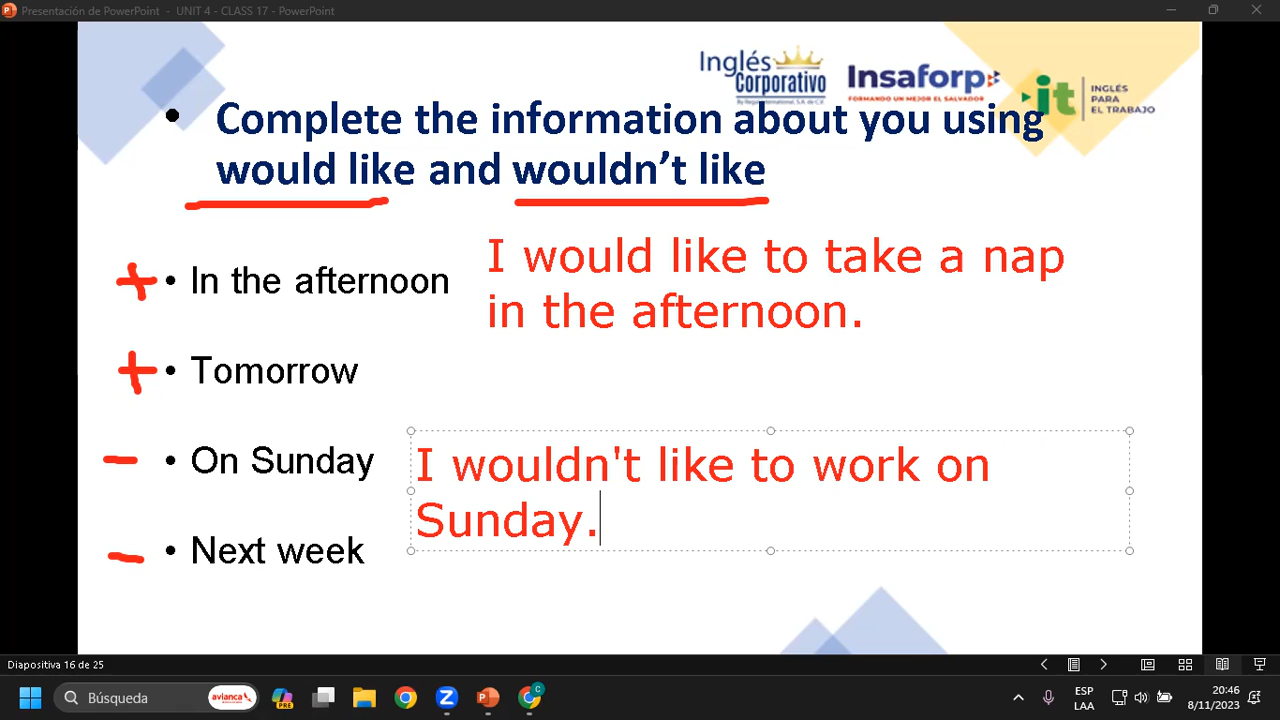 Presentación de PowerPoint - UNIT 4 - CLASS 17 - PowerPoint
Inglés
Corporativo
Insaforp
FORMANDO UN MEJOR EL SALVADOR
it
INGLÉS
PARA
EL TRABAJO
• Complete the information about you using
would like and wouldn't like
+ • In the afternoon
I would like to take a nap
in the afternoon.
+ • Tomorrow
- • On Sunday
I wouldn't like to work on
Sunday.
- • Next week
Diapositiva 16 de 25
Búsqueda
avianca
PRE
C
ESP
LAA
20:46
8/11/2023